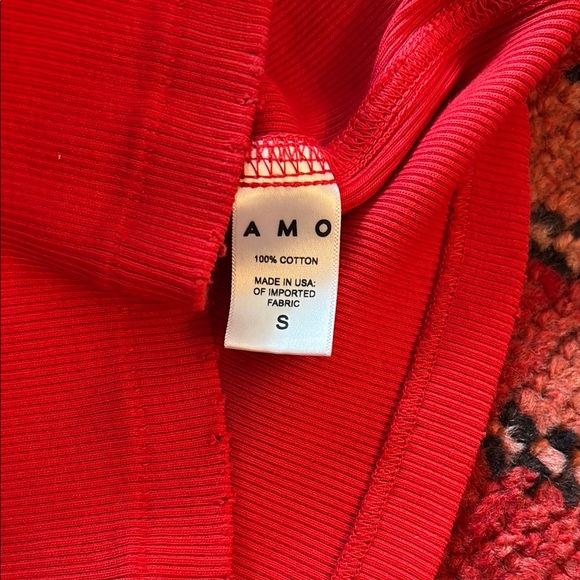 AMO
100% COTTON
MADE IN USA:
OF IMPORTED
FABRIC
S